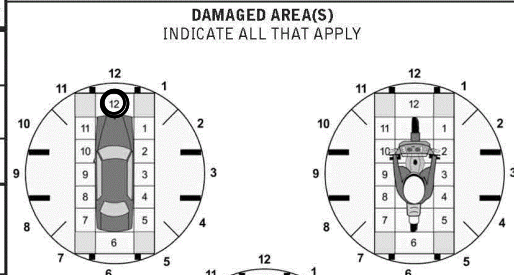 DAMAGED AREA(S)
INDICATE ALL THAT APPLY
12 12
11 1 11 1
12 12
10 2 10 2
11 1 11 1
10 2 10 2
9 9 3 3 9 9 3 3
8 4 8 4
8 4 8 4
7 5 7 5
6 6
7 5 7 5
6 12 6
11 1